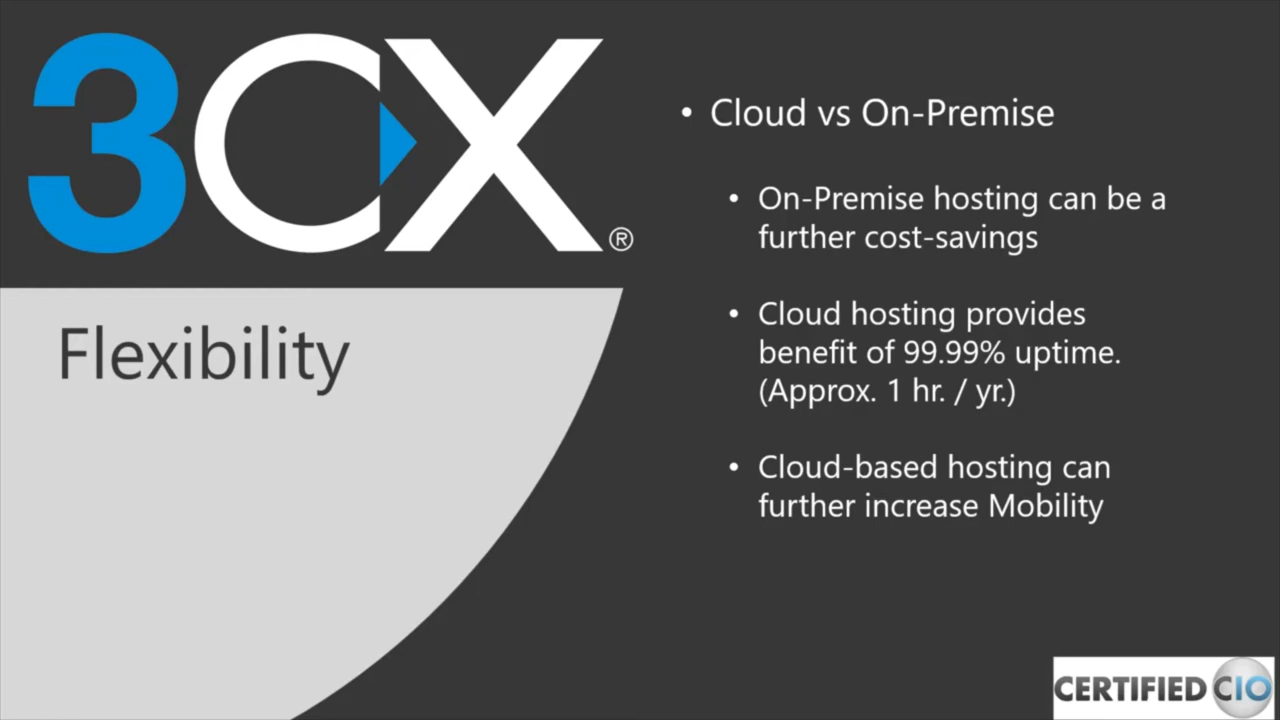 3CX®
Flexibility
• Cloud vs On-Premise
• On-Premise hosting can be a
further cost-savings
• Cloud hosting provides
benefit of 99.99% uptime.
(Approx. 1 hr. / yr.)
• Cloud-based hosting can
further increase Mobility
CERTIFIED CIO